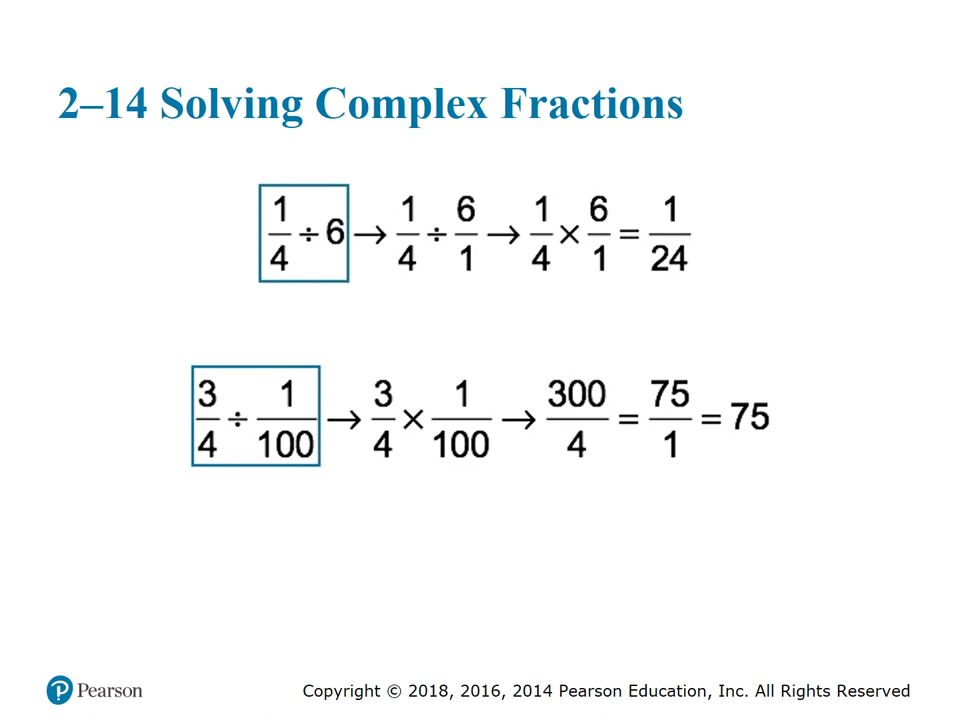 2–14 Solving Complex Fractions
1/4 ÷ 6 → 1/4 ÷ 6/1 → 1/4 × 6/1 = 1/24
3/4 ÷ 1/100 → 3/4 × 1/100 → 300/4 = 75/1 = 75
Pearson
Copyright © 2018, 2016, 2014 Pearson Education, Inc. All Rights Reserved